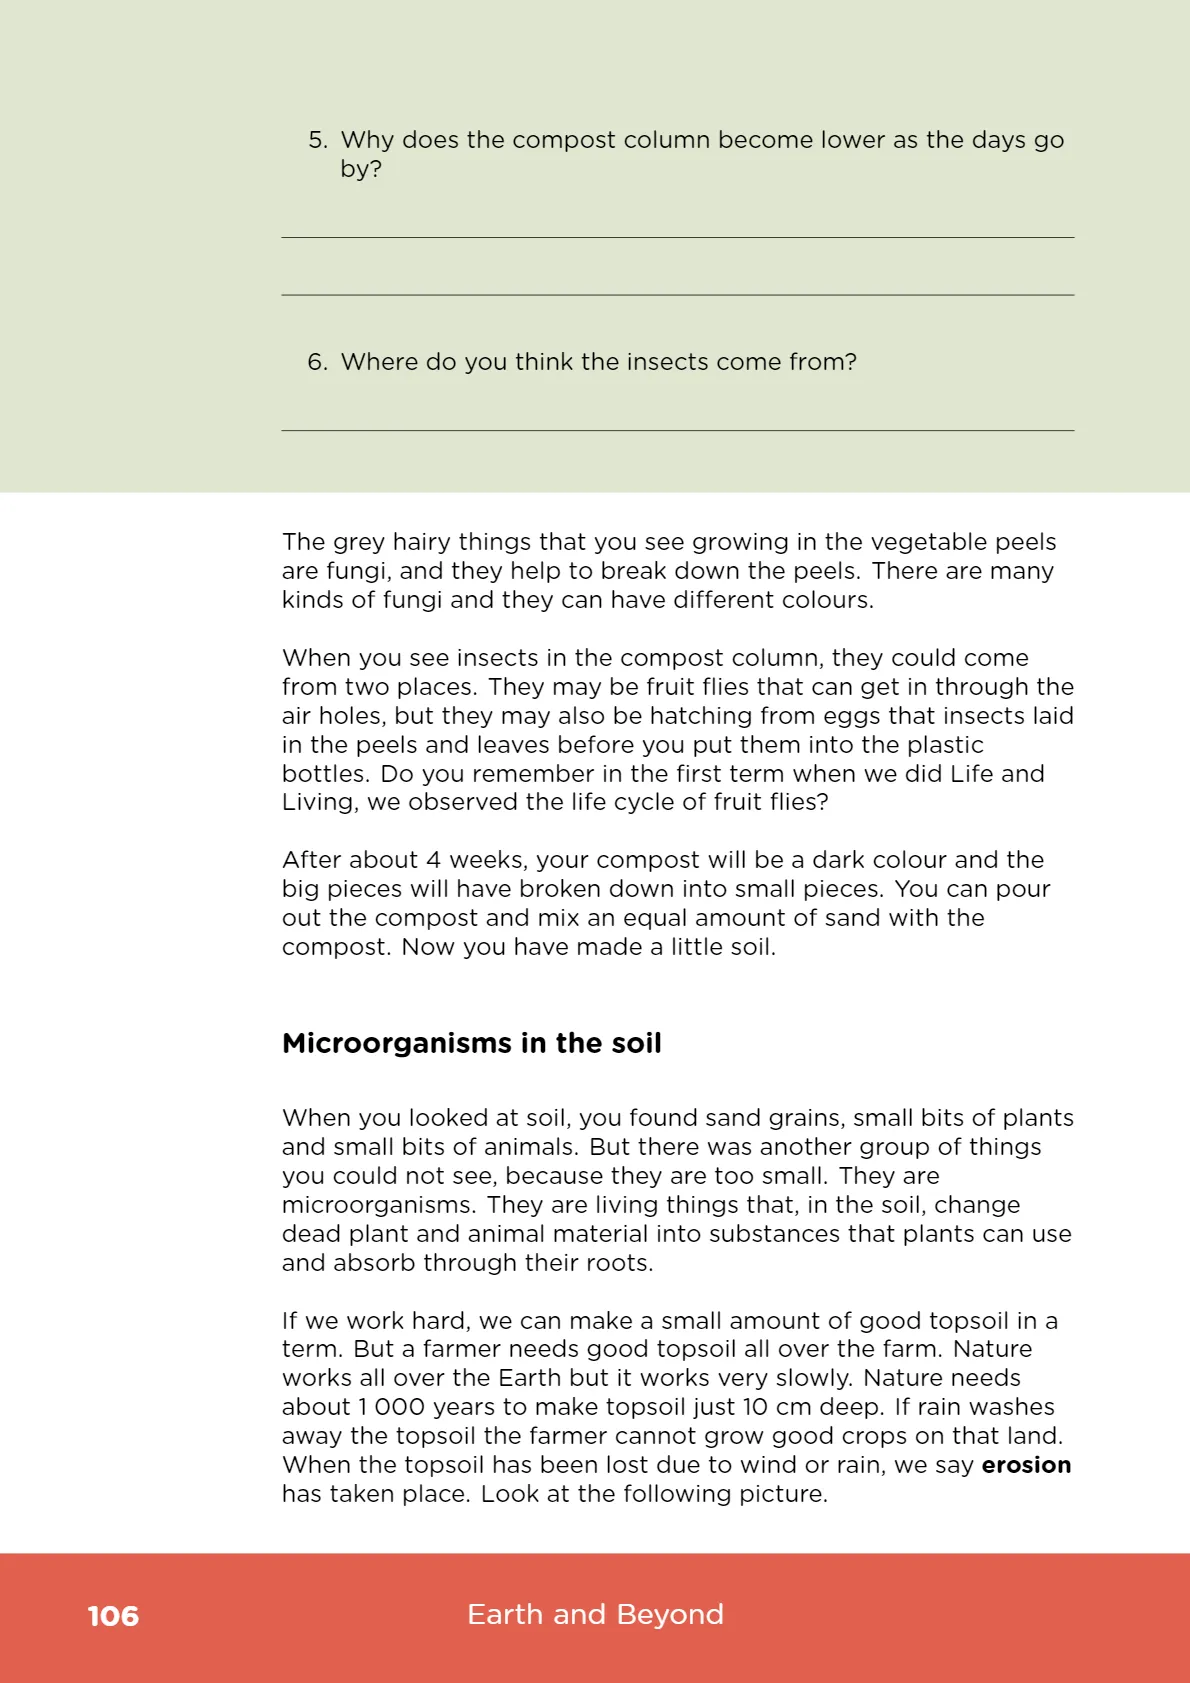 5. Why does the compost column become lower as the days go
by?
6. Where do you think the insects come from?
The grey hairy things that you see growing in the vegetable peels
are fungi, and they help to break down the peels. There are many
kinds of fungi and they can have different colours.
When you see insects in the compost column, they could come
from two places. They may be fruit flies that can get in through the
air holes, but they may also be hatching from eggs that insects laid
in the peels and leaves before you put them into the plastic
bottles. Do you remember in the first term when we did Life and
Living, we observed the life cycle of fruit flies?
After about 4 weeks, your compost will be a dark colour and the
big pieces will have broken down into small pieces. You can pour
out the compost and mix an equal amount of sand with the
compost. Now you have made a little soil.
Microorganisms in the soil
When you looked at soil, you found sand grains, small bits of plants
and small bits of animals. But there was another group of things
you could not see, because they are too small. They are
microorganisms. They are living things that, in the soil, change
dead plant and animal material into substances that plants can use
and absorb through their roots.
If we work hard, we can make a small amount of good topsoil in a
term. But a farmer needs good topsoil all over the farm. Nature
works all over the Earth but it works very slowly. Nature needs
about 1 000 years to make topsoil just 10 cm deep. If rain washes
away the topsoil the farmer cannot grow good crops on that land.
When the topsoil has been lost due to wind or rain, we say erosion
has taken place. Look at the following picture.
106 Earth and Beyond